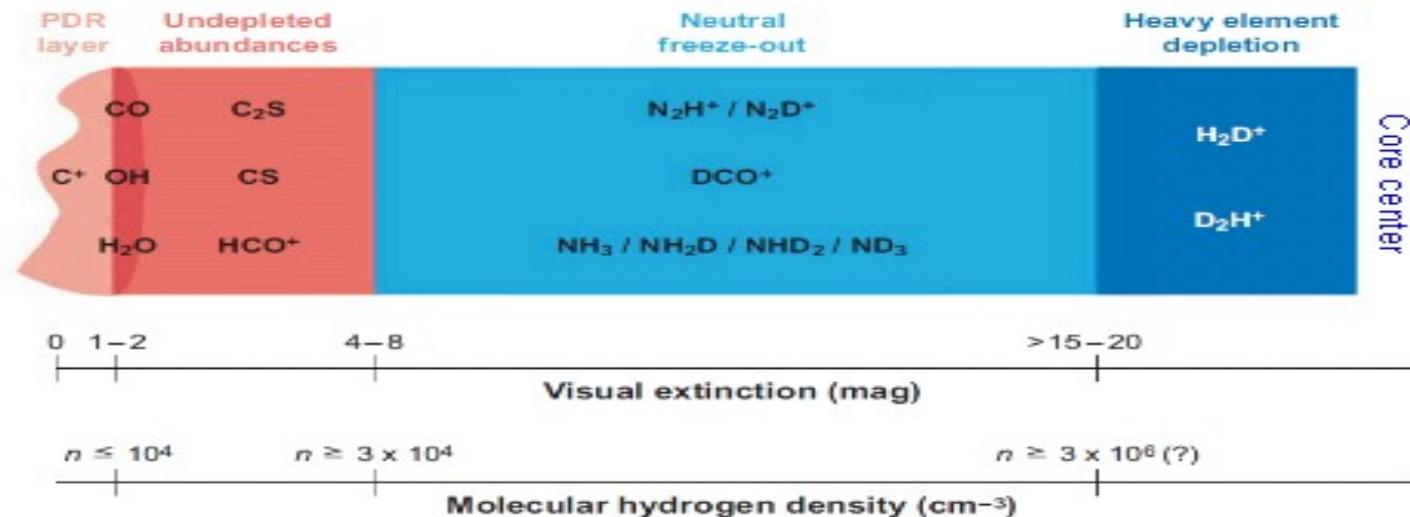 PDR layer
Undepleted abundances
Neutral freeze-out
Heavy element depletion
CO C₂S N₂H⁺ / N₂D⁺ H₂D⁺
C⁺ OH CS DCO⁺
H₂O HCO⁺ NH₃ / NH₂D / NHD₂ / ND₃ D₂H⁺
Core center
0 1–2 4–8 >15–20
Visual extinction (mag)
n ≤ 10⁴ n ≥ 3 x 10⁴ n ≥ 3 x 10⁶ (?)
Molecular hydrogen density (cm⁻³)